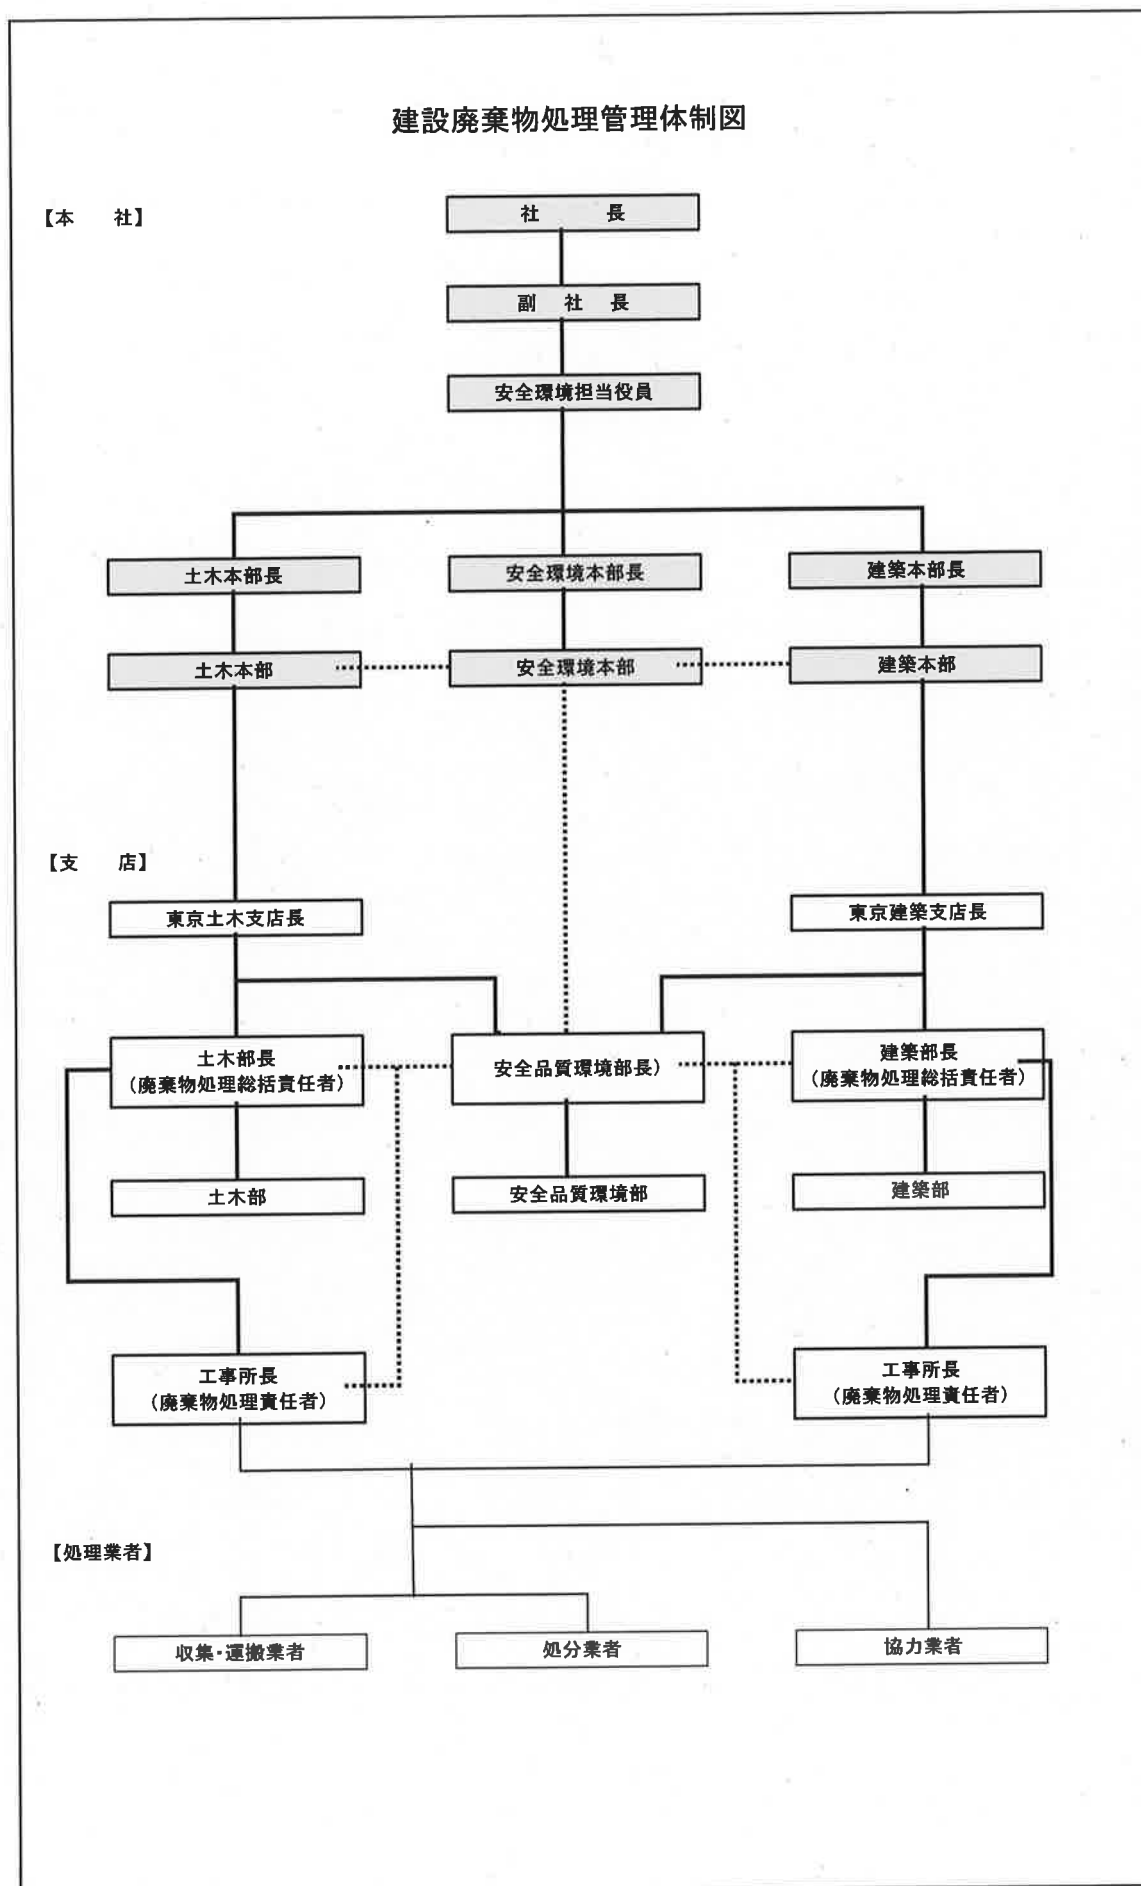 建設廃棄物処理管理体制図
【本　　社】
社　　　長
副　社　長
安全環境担当役員
土木本部長
安全環境本部長
建築本部長
土木本部
安全環境本部
建築本部
【支　　店】
東京土木支店長
東京建築支店長
土木部長
（廃棄物処理総括責任者）
安全品質環境部長）
建築部長
（廃棄物処理総括責任者）
土木部
安全品質環境部
建築部
工事所長
（廃棄物処理責任者）
工事所長
（廃棄物処理責任者）
【処理業者】
収集・運搬業者
処分業者
協力業者